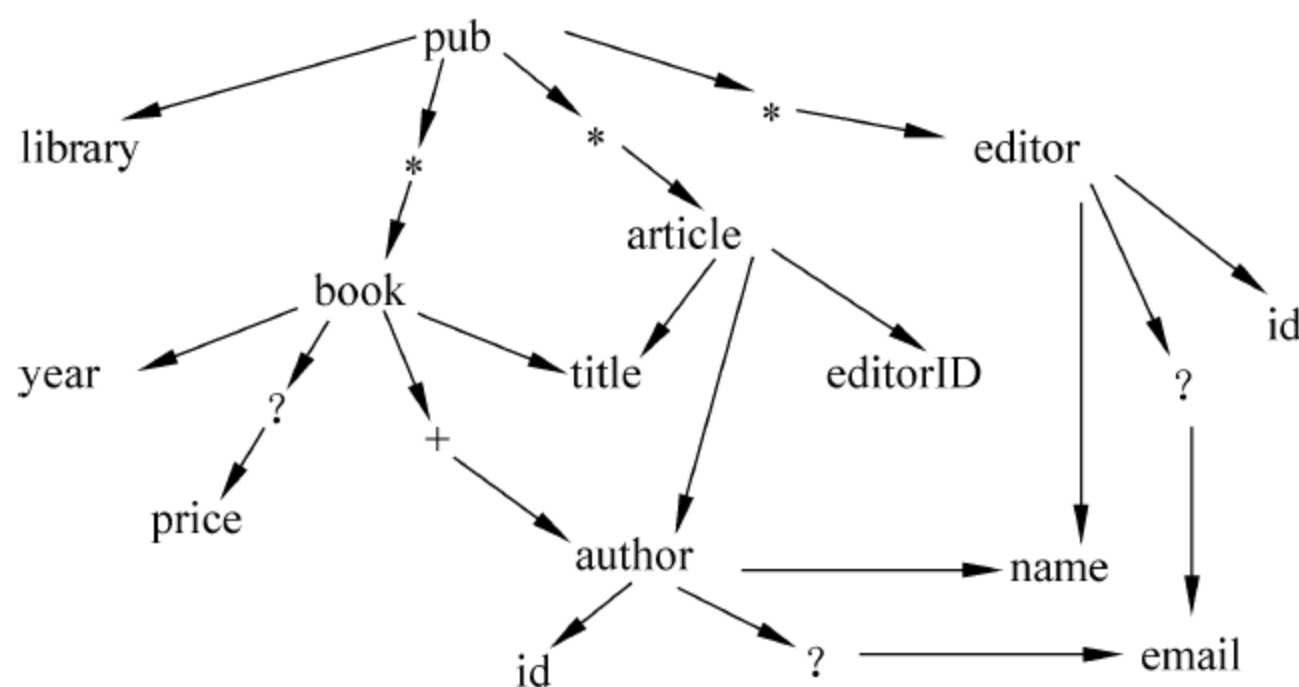 pub
*
*
editor
library
*
article
book
id
year
title
editorID
?
?
+
price
author
name
id
?
email